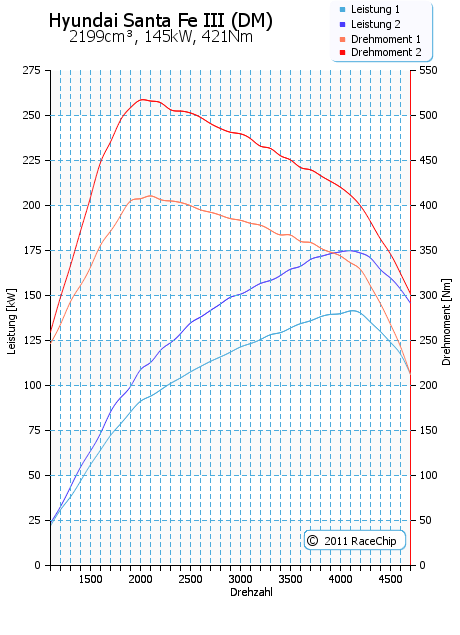 Hyundai Santa Fe III (DM)
2199cm³, 145kW, 421Nm
Leistung 1
Leistung 2
Drehmoment 1
Drehmoment 2
275
250
225
200
175
150
125
100
75
50
25
0
Leistung [kW]
550
500
450
400
350
300
250
200
150
100
50
0
Drehmoment [Nm]
© 2011 RaceChip
1500 2000 2500 3000 3500 4000 4500
Drehzahl